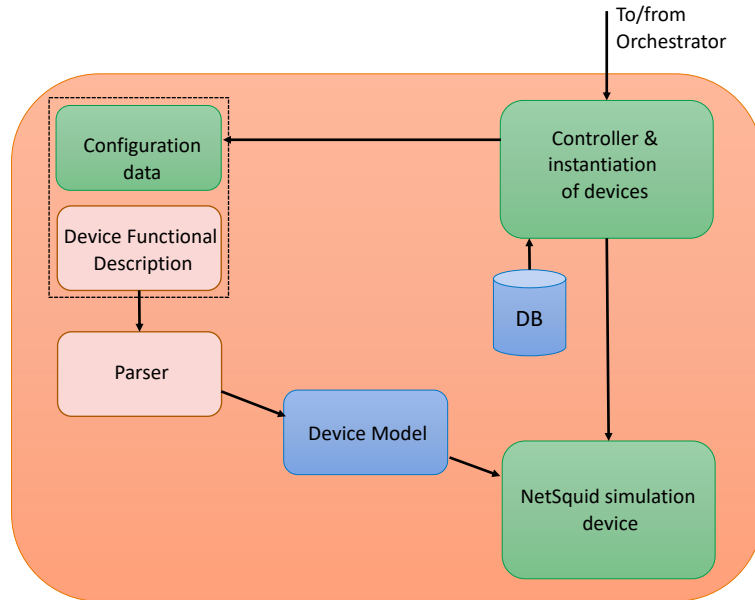 To/from
Orchestrator
Configuration
data
Controller &
instantiation
of devices
Device Functional
Description
DB
Parser
Device Model
NetSquid simulation
device